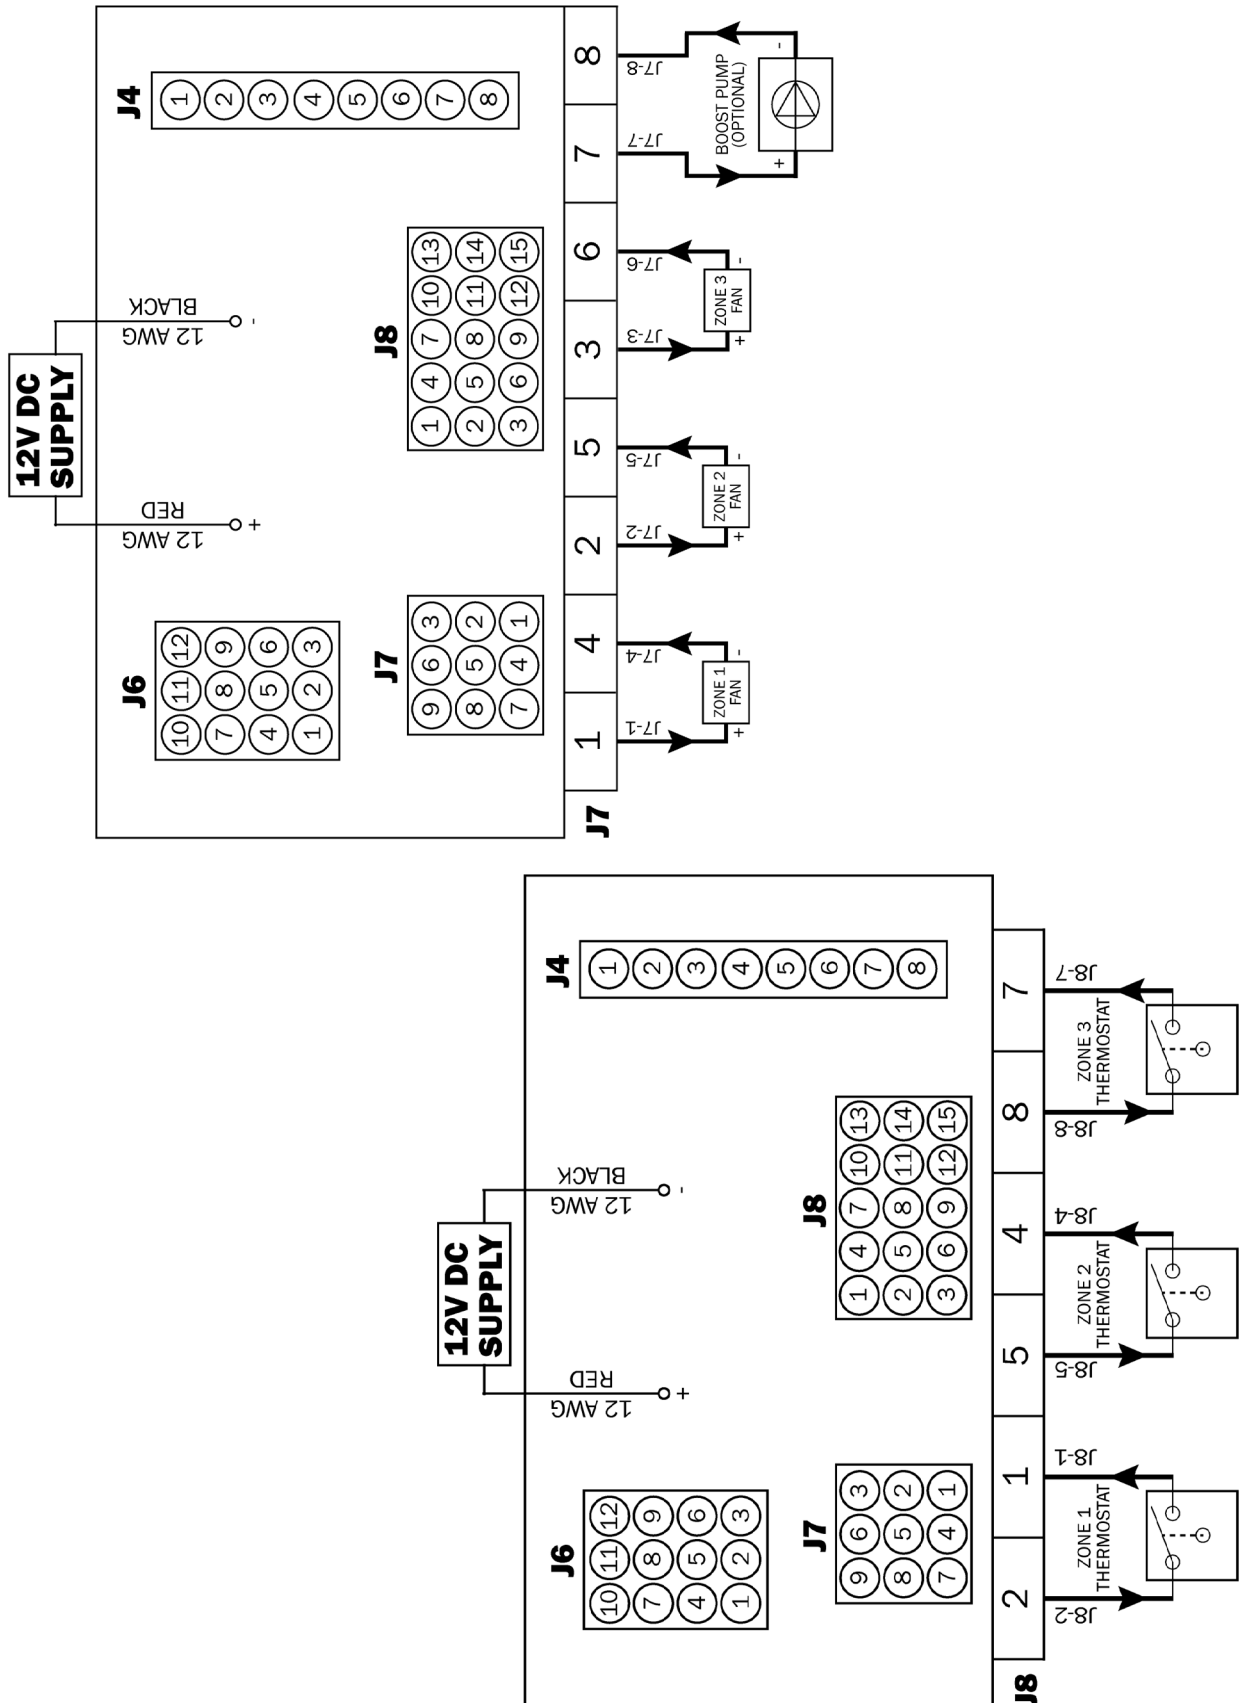 12V DC
SUPPLY
12 AWG
RED
+
12 AWG
BLACK
-
J6
10 11 12
7 8 9
4 5 6
1 2 3
J4
1
2
3
4
5
6
7
8
J7
9 6 3
8 5 2
7 4 1
J8
1 4 7 10 13
2 5 8 11 14
3 6 9 12 15
J7
1 4 2 5 3 6 7 8
J7-1
J7-4
J7-2
J7-5
J7-3
J7-6
J7-7
J7-8
+
ZONE 1
FAN
-
+
ZONE 2
FAN
-
+
ZONE 3
FAN
-
BOOST PUMP
(OPTIONAL)
+
-
12V DC
SUPPLY
12 AWG
RED
+
12 AWG
BLACK
-
J6
10 11 12
7 8 9
4 5 6
1 2 3
J4
1
2
3
4
5
6
7
8
J7
9 6 3
8 5 2
7 4 1
J8
1 4 7 10 13
2 5 8 11 14
3 6 9 12 15
J8
2 1 5 4 8 7
J8-2
J8-1
J8-5
J8-4
J8-8
J8-7
ZONE 1
THERMOSTAT
ZONE 2
THERMOSTAT
ZONE 3
THERMOSTAT